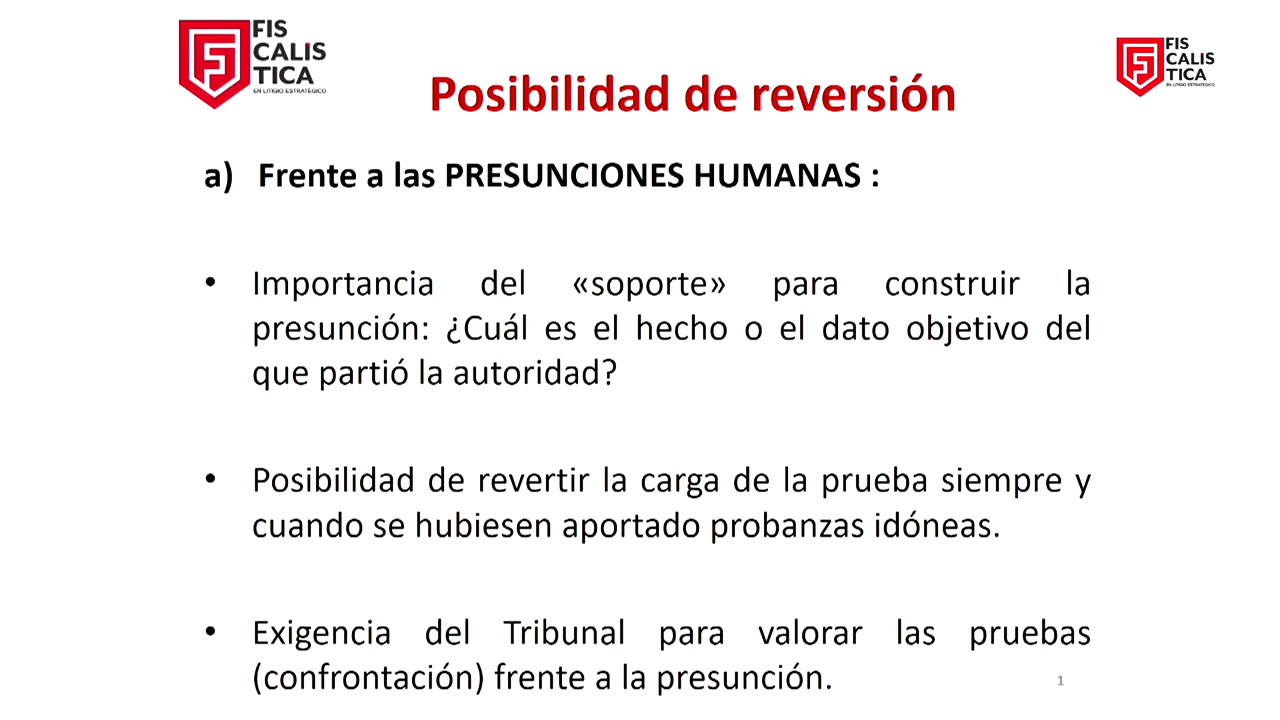 FIS
CALIS
TICA
EN LITIGIO ESTRATÉGICO
FIS
CALIS
TICA
EN LITIGIO ESTRATÉGICO
Posibilidad de reversión
a) Frente a las PRESUNCIONES HUMANAS :
• Importancia del «soporte» para construir la
presunción: ¿Cuál es el hecho o el dato objetivo del
que partió la autoridad?
• Posibilidad de revertir la carga de la prueba siempre y
cuando se hubiesen aportado probanzas idóneas.
• Exigencia del Tribunal para valorar las pruebas
(confrontación) frente a la presunción.
1